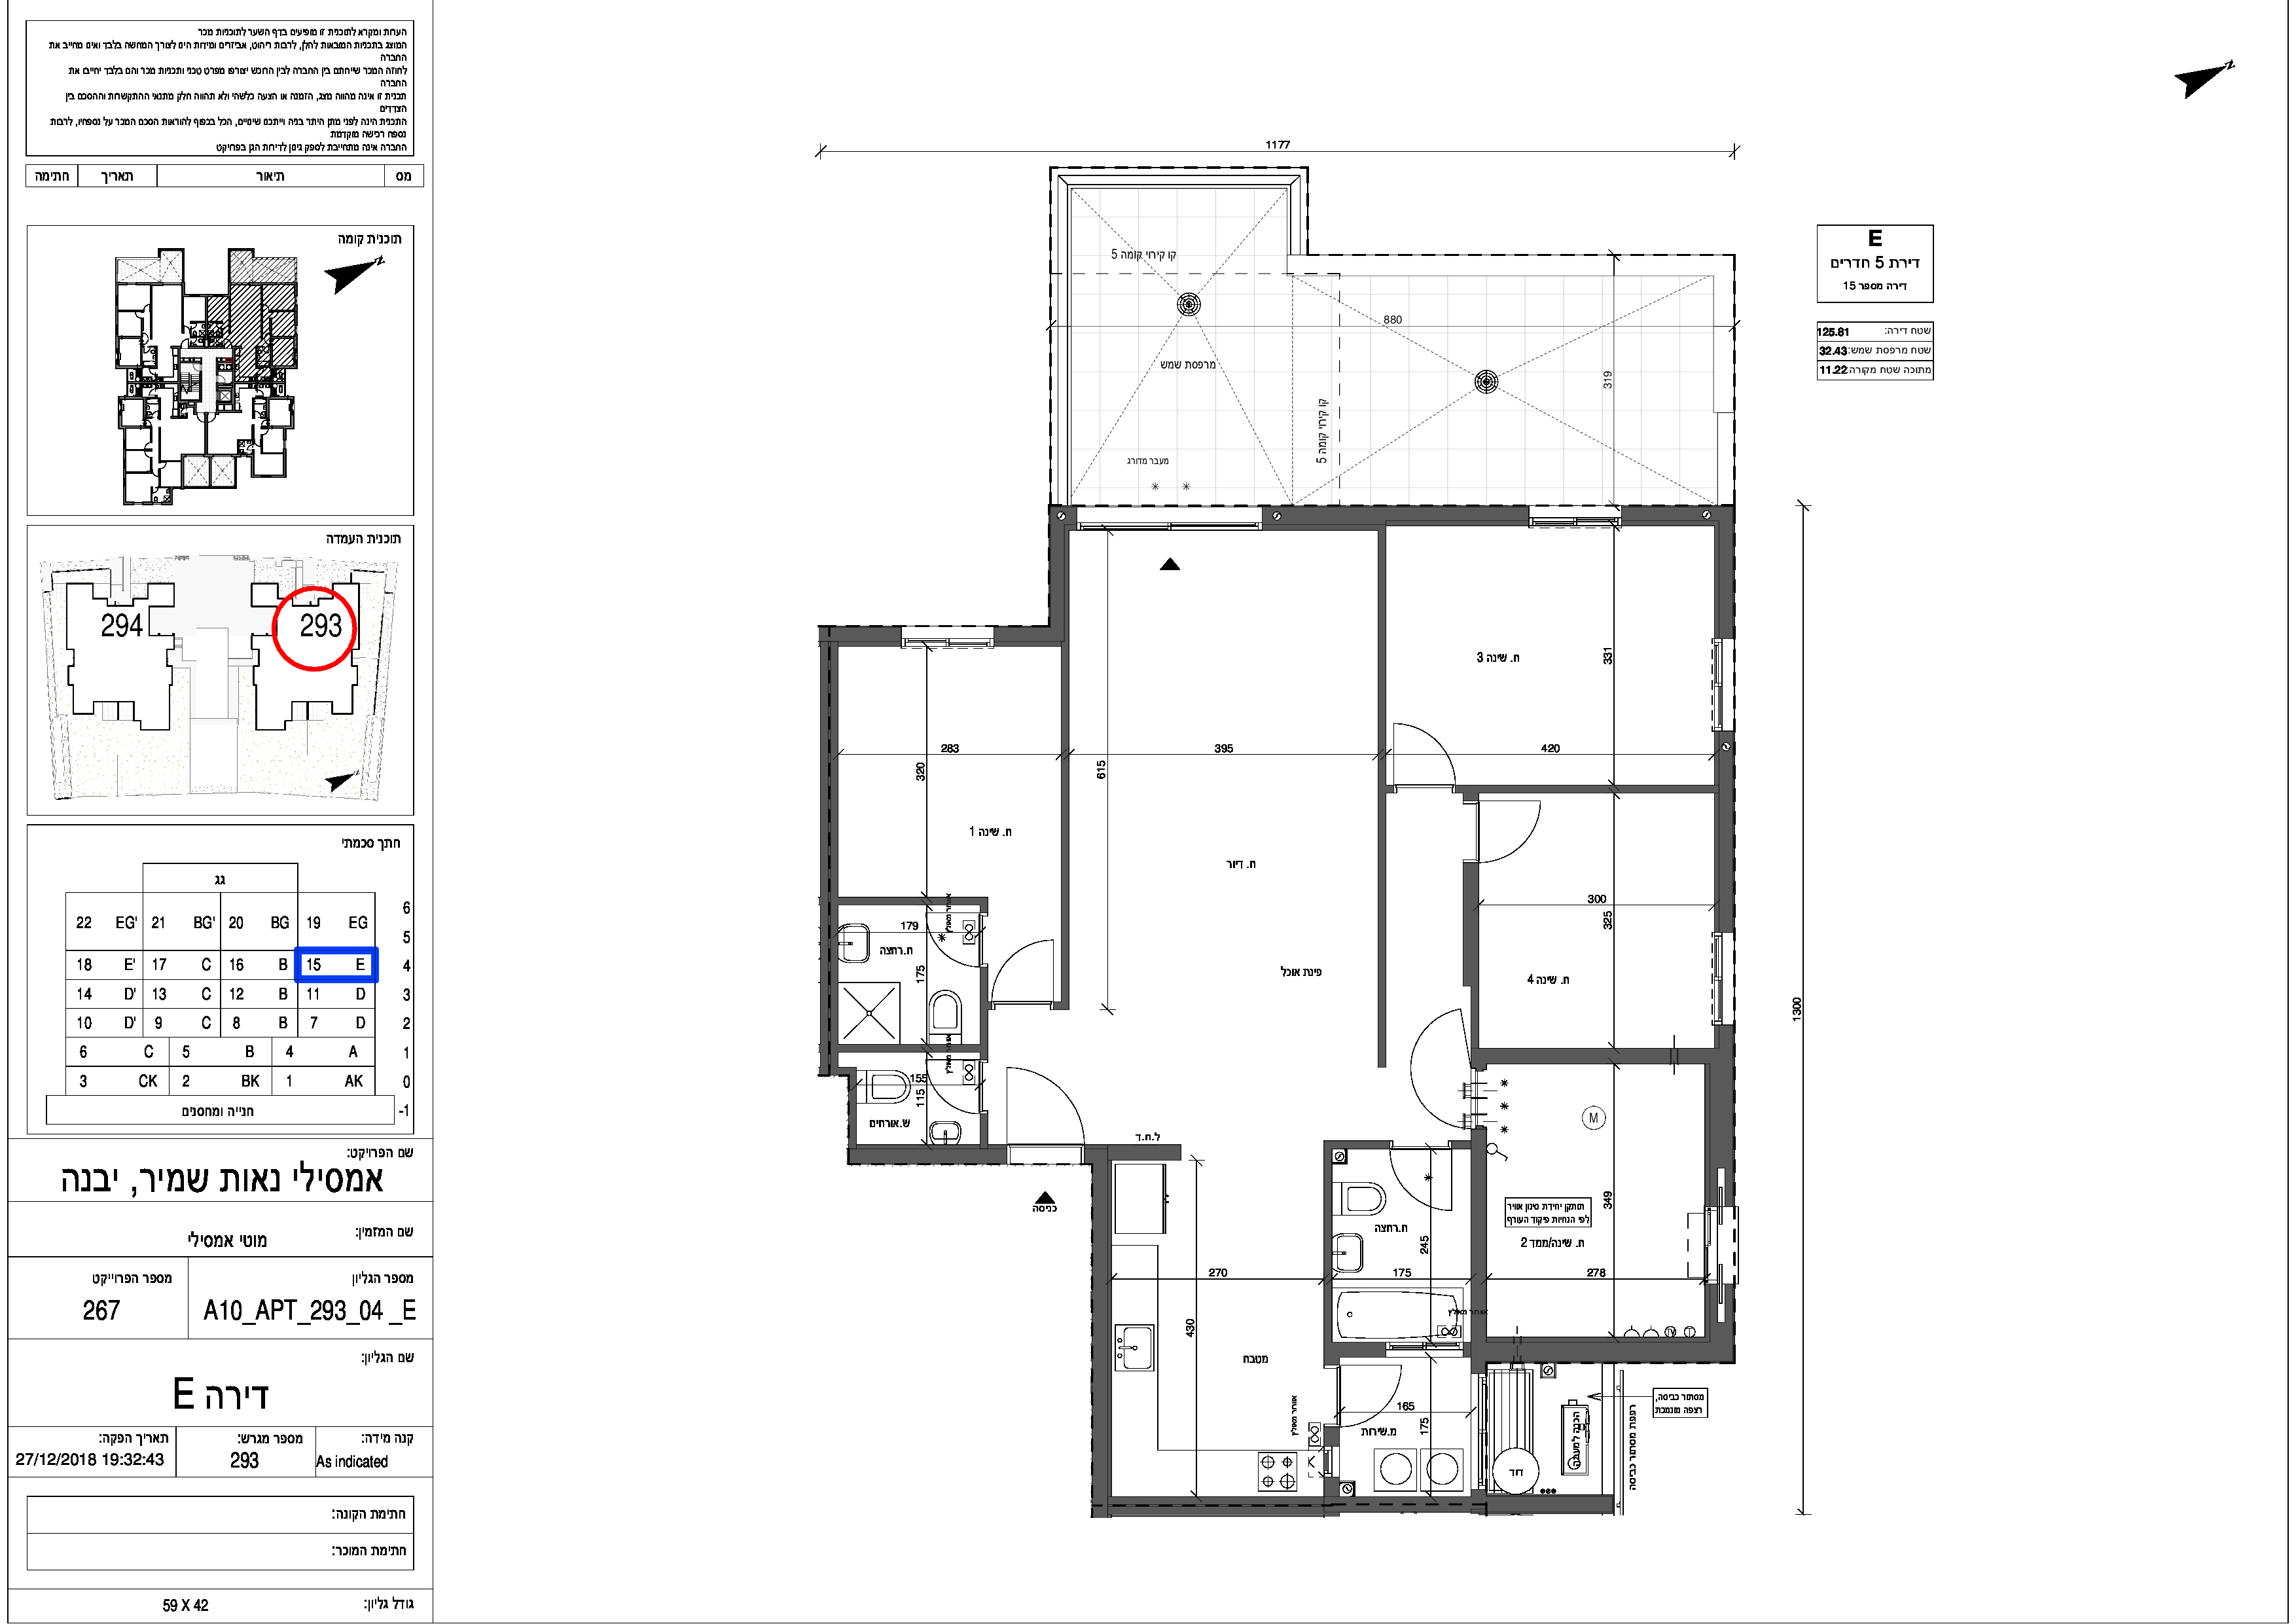 הערות ומקרא לתוכנית זו מופיעים בדף השער לתוכניות מכר
המוצג בתכניות המובאות להלן, לרבות ריהוט, אביזרים ומידות הינו לצורך המחשה בלבד ואינו מחייב את
החברה
לחוזה המכר שייחתם בין החברה לבין הרוכש יצורפו מפרט טכני ותכניות מכר והם בלבד יחייבו את
החברה
תכנית זו אינה מהווה מצג, הזמנה או הצעה כלשהי ולא תהווה חלק מתנאי ההתקשרות וההסכם בין
הצדדים
התכנית הינה לפני מתן היתר בניה וייתכנו שינויים, הכל בכפוף להוראות הסכם המכר על נספחיו, לרבות
נספח רכישה מוקדמת
החברה אינה מתחייבת לספק גינון לדירות הגן בפרויקט
מס תיאור תאריך חתימה
תוכנית קומה
תוכנית העמדה
294 293
חתך סכמתי
גג
22 EG' 21 BG' 20 BG 19 EG 6
5
18 E' 17 C 16 B 15 E 4
14 D' 13 C 12 B 11 D 3
10 D' 9 C 8 B 7 D 2
6 C 5 B 4 A 1
3 CK 2 BK 1 AK 0
חנייה ומחסנים -1
שם הפרויקט:
אמסילי נאות שמיר, יבנה
שם המזמין:
מוטי אמסילי
מספר הגליון
A10_APT_293_04 _E
מספר הפרוייקט
267
שם הגליון:
דירה E
קנה מידה:
As indicated
מספר מגרש:
293
תאריך הפקה:
27/12/2018 19:32:43
חתימת הקונה:
חתימת המוכר:
גודל גליון:
59 X 42
N
E
דירת 5 חדרים
דירה מספר 15
שטח דירה: 125.81
שטח מרפסת שמש: 32.43
מתוכה שטח מקורה: 11.22
1177
קו קירוי קומה 5
880
מרפסת שמש
319
קו קירוי קומה 5
מעבר מדורג
ח. שינה 3
331
283
395
420
320
615
ח. שינה 1
ח. דיור
300
325
179
ח.רחצה
אוורור מאולץ
175
פינת אוכל
ח. שינה 4
1300
אוורור מאולץ
155
115
ש.אורחים
M
ל.ח.ד
כניסה
תותקן יחידת סינון אוויר
לפי הנחיות פיקוד העורף
ח. שינה/ממד 2
349
ח.רחצה
245
270
175
278
אוורור מאולץ
430
מטבח
TV
T
אוורור מאולץ
165
מ.שירות
175
דוד
הכנה למעבה
מסתור כביסה,
רצפה מונמכת
רפפת מסתור כביסה